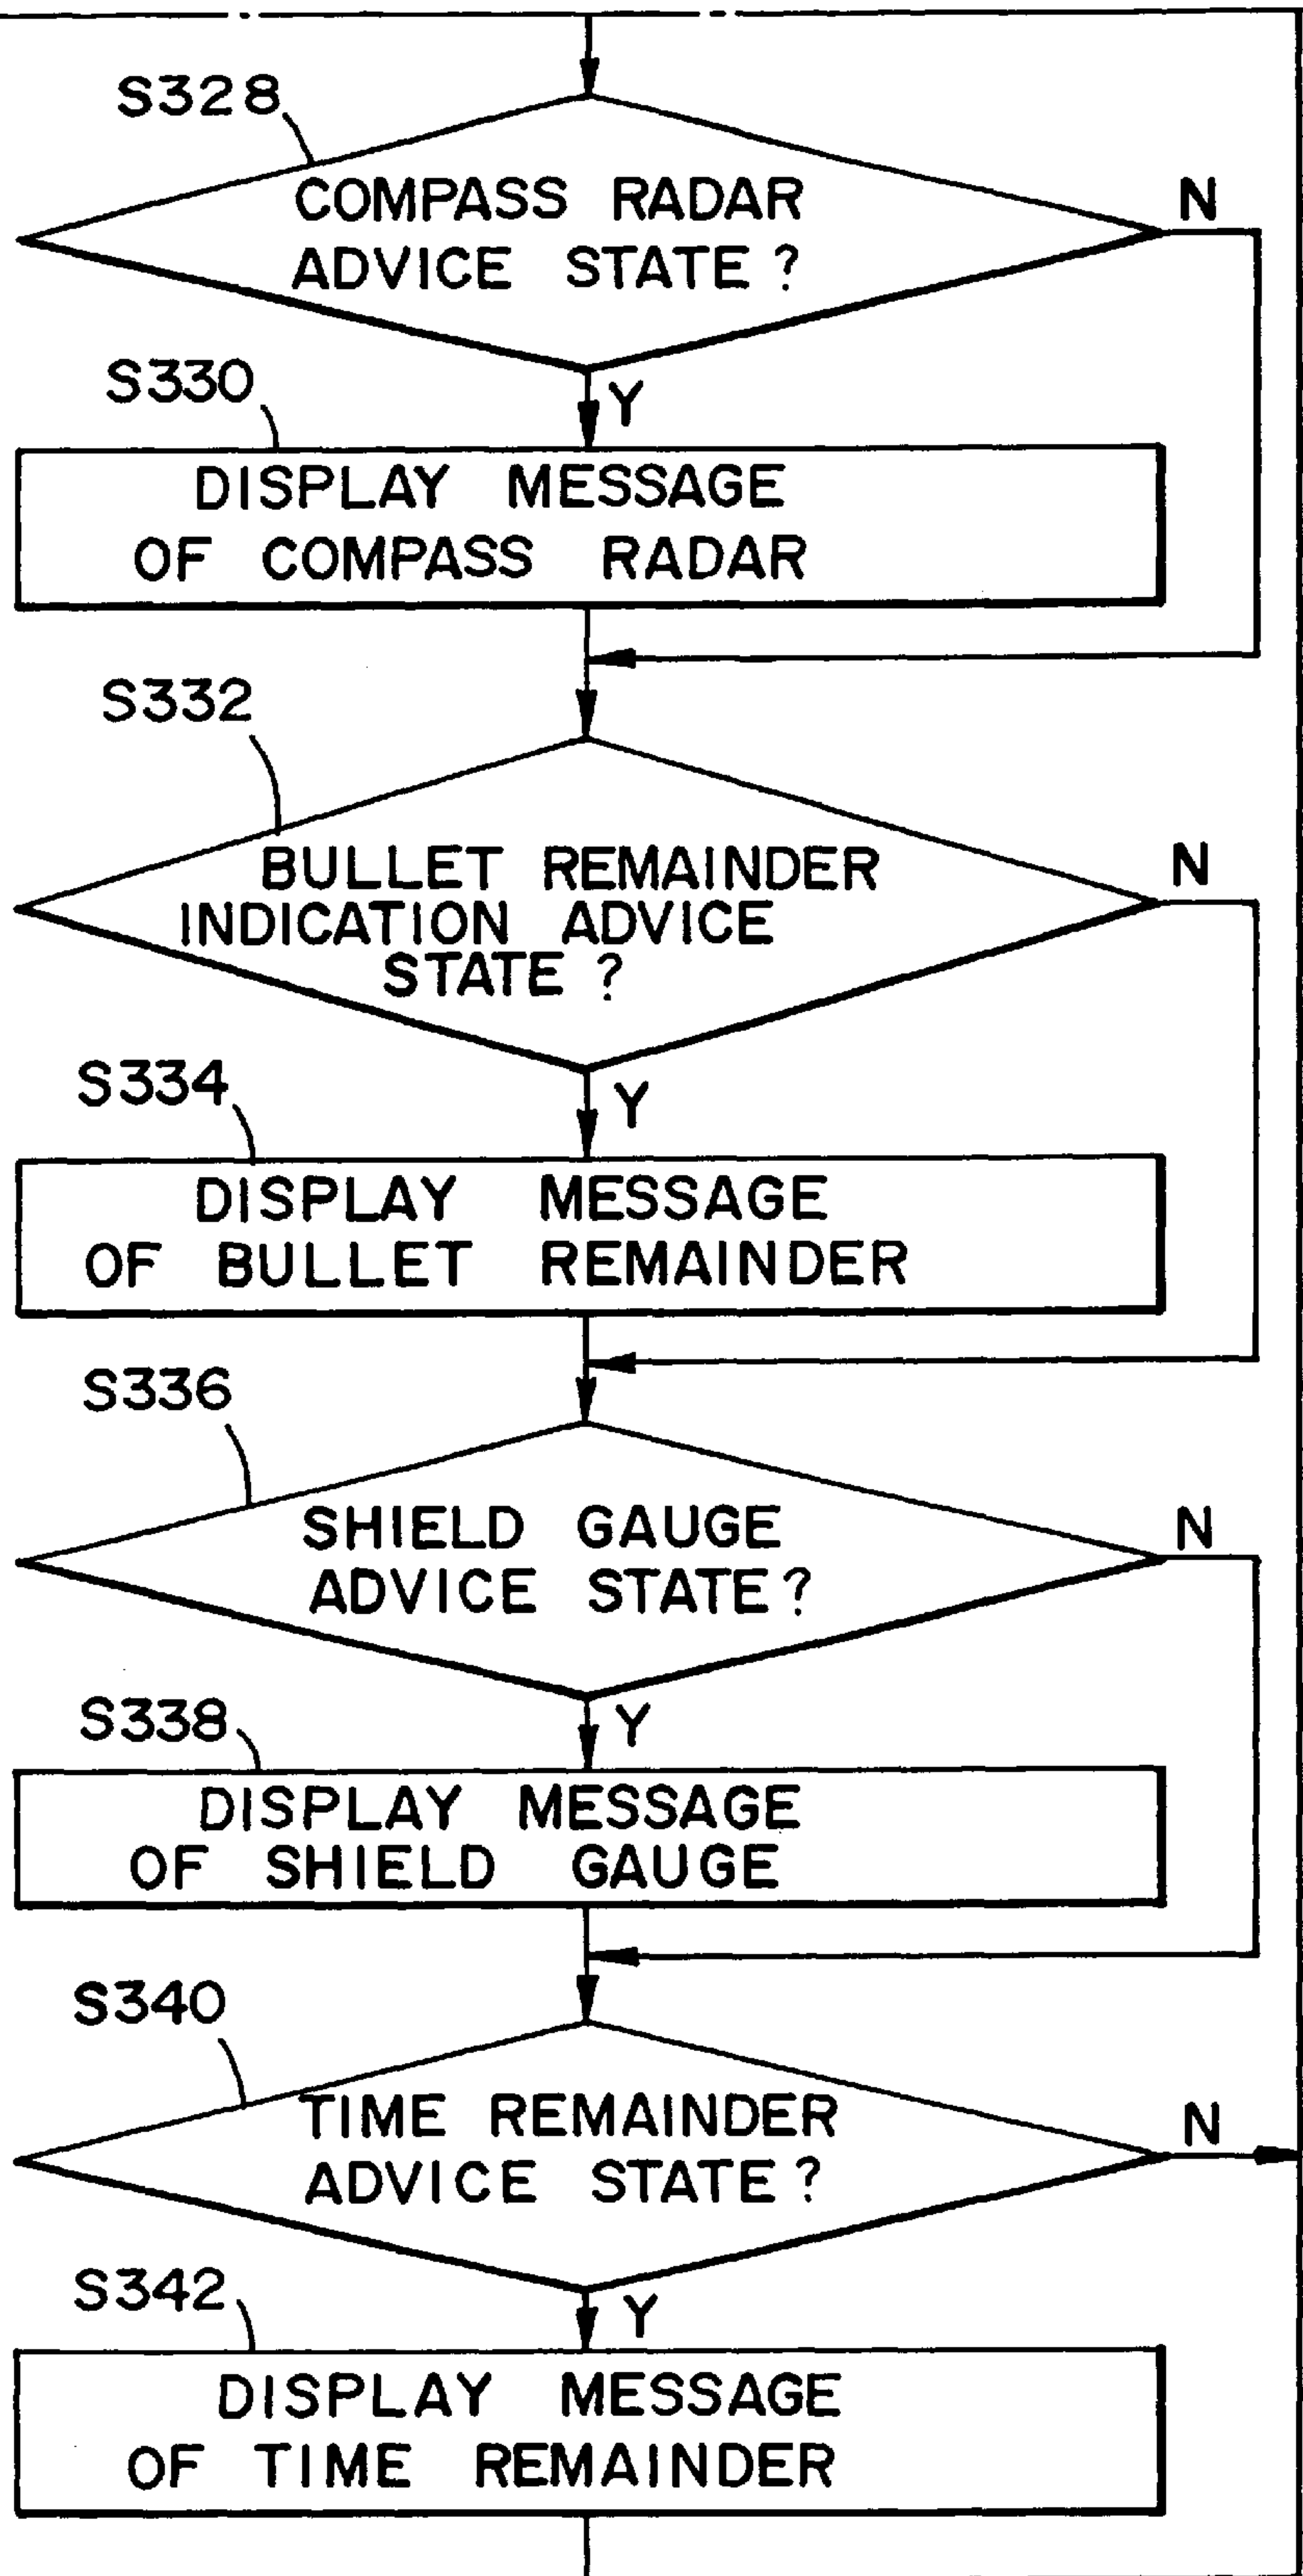 S328
COMPASS RADAR
ADVICE STATE?
N
S330
Y
DISPLAY MESSAGE
OF COMPASS RADAR
S332
BULLET REMAINDER
INDICATION ADVICE
STATE?
N
S334
Y
DISPLAY MESSAGE
OF BULLET REMAINDER
S336
SHIELD GAUGE
ADVICE STATE?
N
S338
Y
DISPLAY MESSAGE
OF SHIELD GAUGE
S340
TIME REMAINDER
ADVICE STATE?
N
S342
Y
DISPLAY MESSAGE
OF TIME REMAINDER